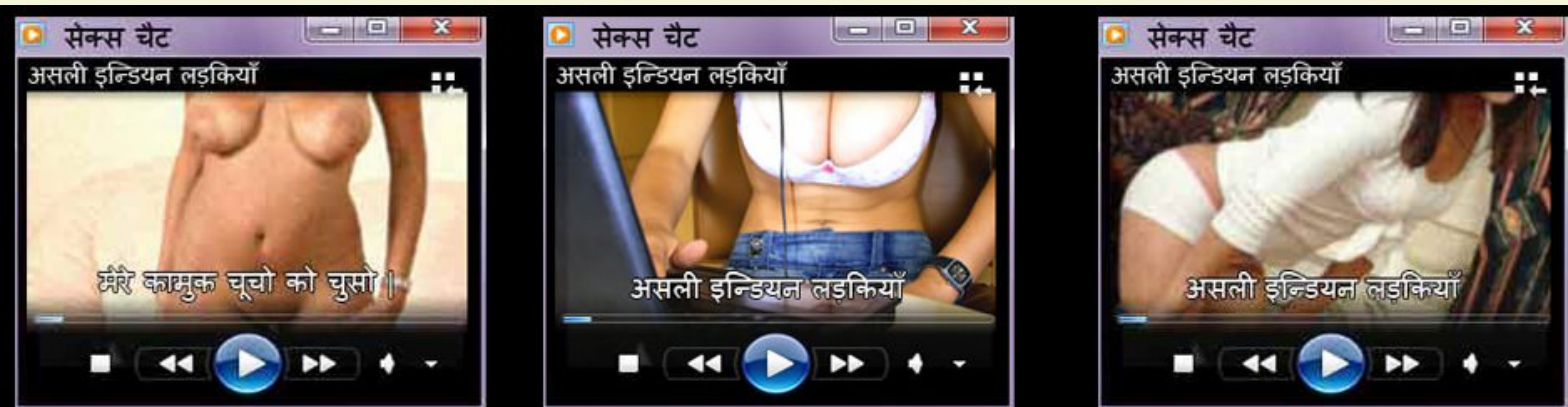 सेक्स चैट
असली इन्डियन लड़कियाँ
मेरे कामुक चूचो को चुसो |
सेक्स चैट
असली इन्डियन लड़कियाँ
असली इन्डियन लड़कियाँ
सेक्स चैट
असली इन्डियन लड़कियाँ
असली इन्डियन लड़कियाँ